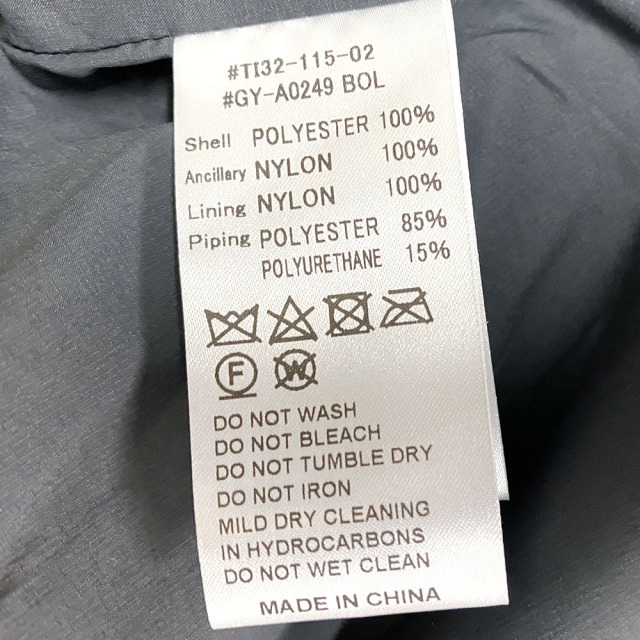 #TI32-115-02
#GY-A0249 BOL
Shell POLYESTER 100%
Ancillary NYLON 100%
Lining NYLON 100%
Piping POLYESTER 85%
POLYURETHANE 15%
F W
DO NOT WASH
DO NOT BLEACH
DO NOT TUMBLE DRY
DO NOT IRON
MILD DRY CLEANING
IN HYDROCARBONS
DO NOT WET CLEAN
MADE IN CHINA